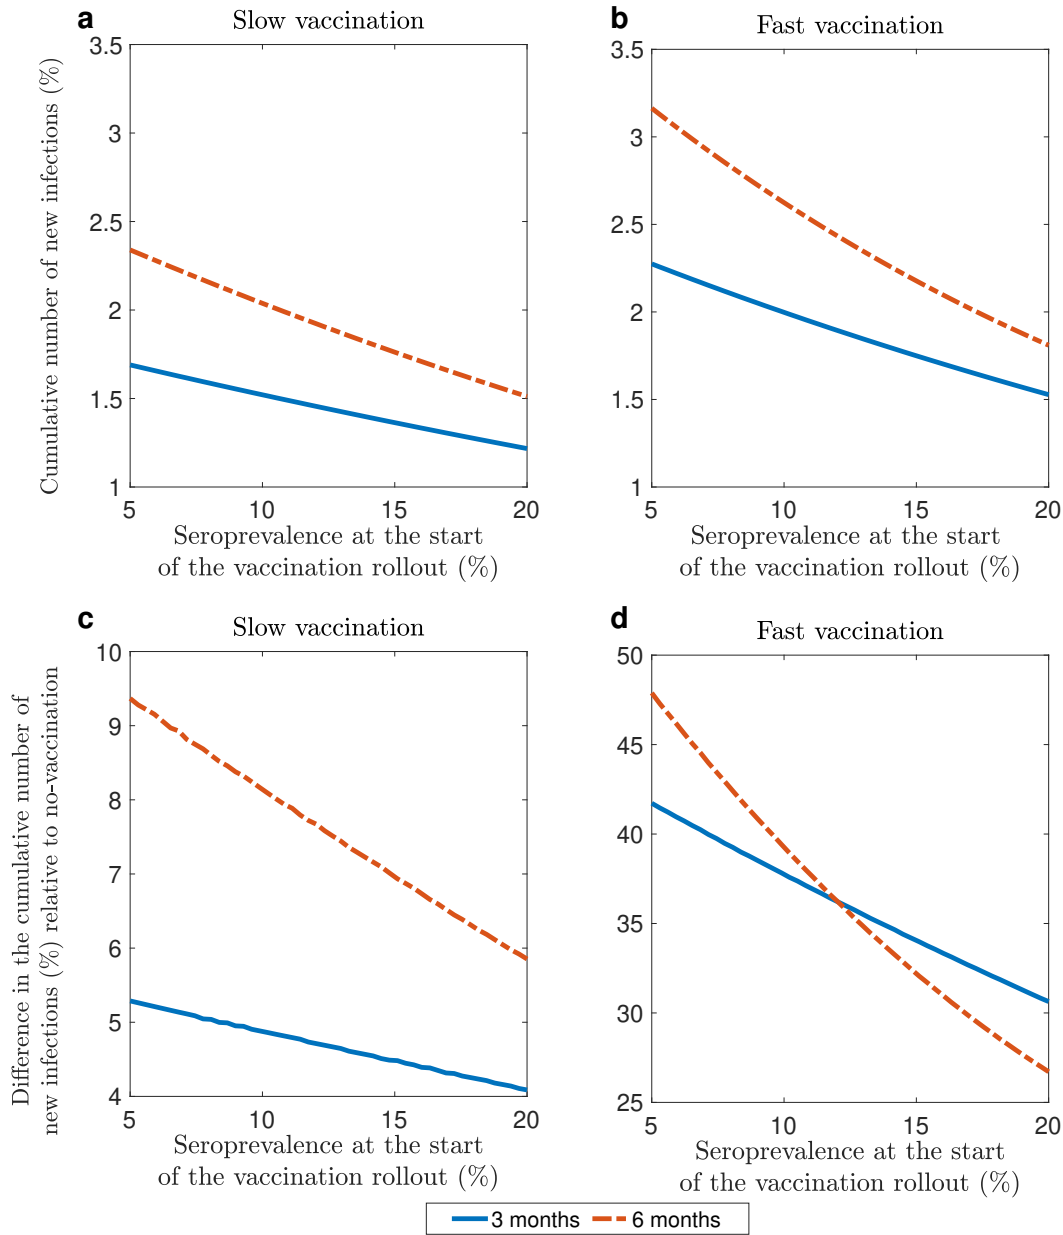 a
Slow vaccination
Cumulative number of new infections (%)
3.5
3
2.5
2
1.5
1
5
10
15
20
Seroprevalence at the start
of the vaccination rollout (%)
b
Fast vaccination
3.5
3
2.5
2
1.5
1
5
10
15
20
Seroprevalence at the start
of the vaccination rollout (%)
c
Slow vaccination
Difference in the cumulative number of
new infections (%) relative to no-vaccination
10
9
8
7
6
5
4
5
10
15
20
Seroprevalence at the start
of the vaccination rollout (%)
d
Fast vaccination
50
45
40
35
30
25
5
10
15
20
Seroprevalence at the start
of the vaccination rollout (%)
3 months
6 months